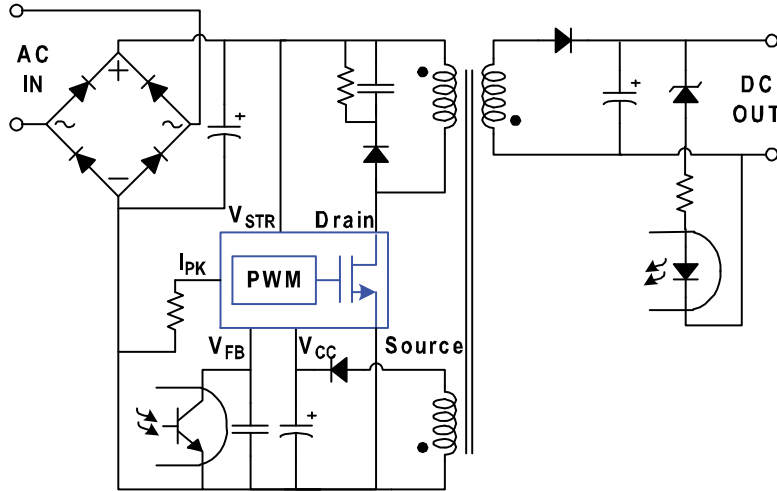 AC
IN
+
~
~
−
+
+
DC
OUT
VSTR
Drain
IPK
PWM
VFB
VCC
Source
+